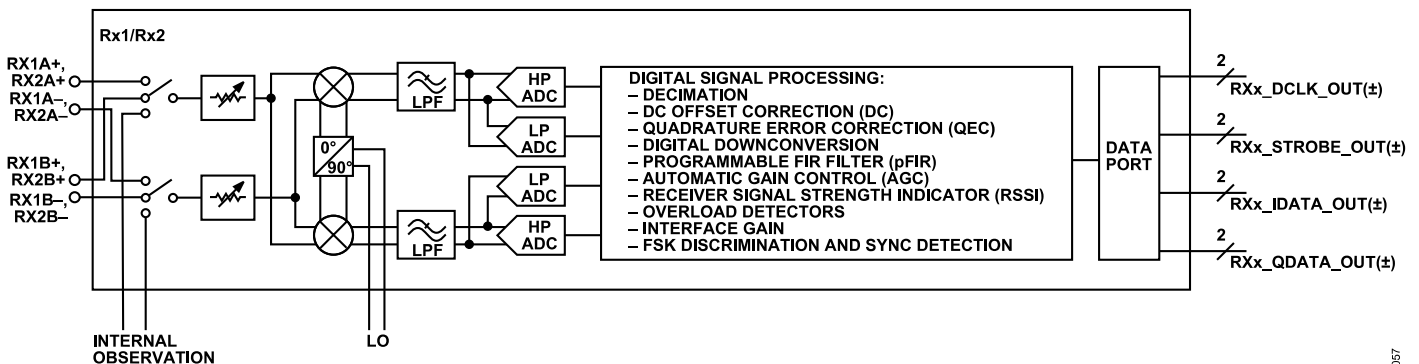 Rx1/Rx2
RX1A+,
RX2A+
RX1A–,
RX2A–
RX1B+,
RX2B+
RX1B–,
RX2B–
INTERNAL
OBSERVATION
0°
90°
LO
LPF
LPF
HP
ADC
LP
ADC
LP
ADC
HP
ADC
DIGITAL SIGNAL PROCESSING:
– DECIMATION
– DC OFFSET CORRECTION (DC)
– QUADRATURE ERROR CORRECTION (QEC)
– DIGITAL DOWNCONVERSION
– PROGRAMMABLE FIR FILTER (pFIR)
– AUTOMATIC GAIN CONTROL (AGC)
– RECEIVER SIGNAL STRENGTH INDICATOR (RSSI)
– OVERLOAD DETECTORS
– INTERFACE GAIN
– FSK DISCRIMINATION AND SYNC DETECTION
DATA
PORT
2
RXx_DCLK_OUT(±)
2
RXx_STROBE_OUT(±)
2
RXx_IDATA_OUT(±)
2
RXx_QDATA_OUT(±)
057